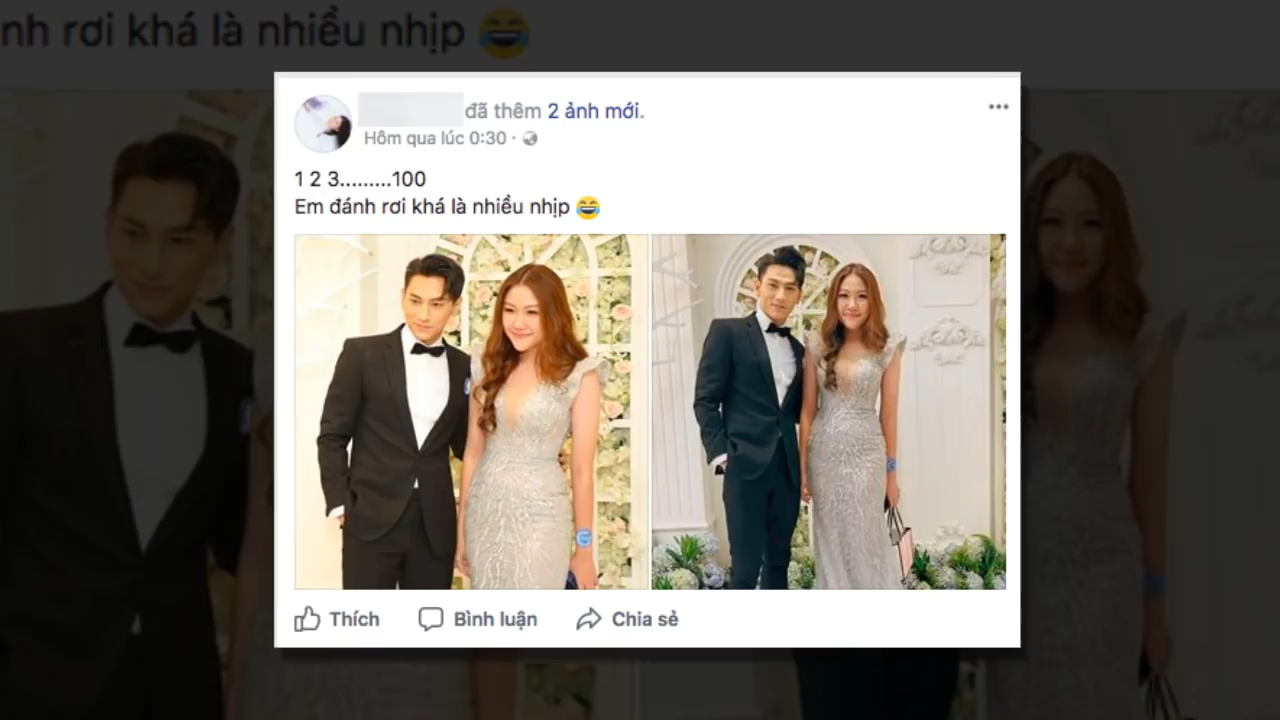 nh rơi khá là nhiều nhịp 😂
đã thêm 2 ảnh mới.
Hôm qua lúc 0:30 ·
1 2 3.........100
Em đánh rơi khá là nhiều nhịp 😂
Thích Bình luận Chia sẻ